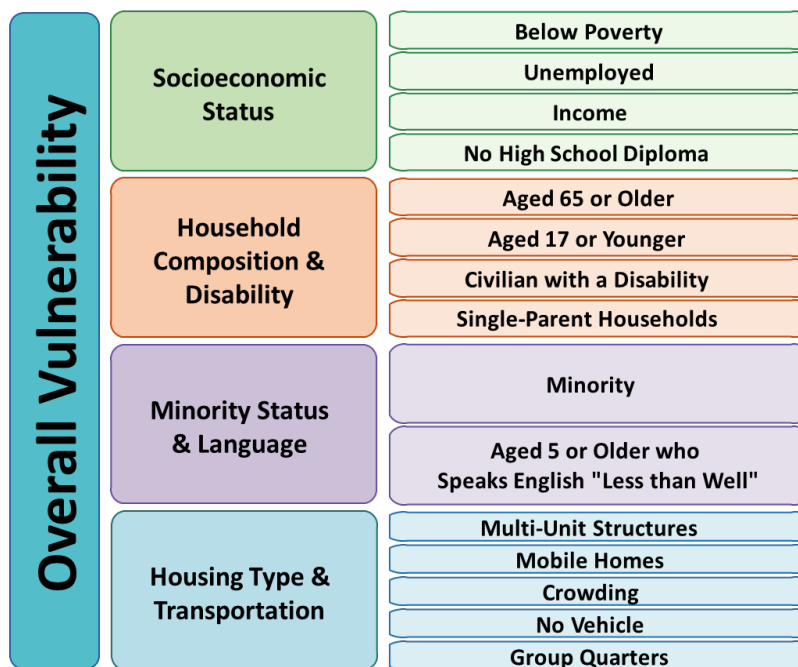 Overall Vulnerability
Socioeconomic
Status
Below Poverty
Unemployed
Income
No High School Diploma
Household
Composition &
Disability
Aged 65 or Older
Aged 17 or Younger
Civilian with a Disability
Single-Parent Households
Minority Status
& Language
Minority
Aged 5 or Older who
Speaks English "Less than Well"
Housing Type &
Transportation
Multi-Unit Structures
Mobile Homes
Crowding
No Vehicle
Group Quarters